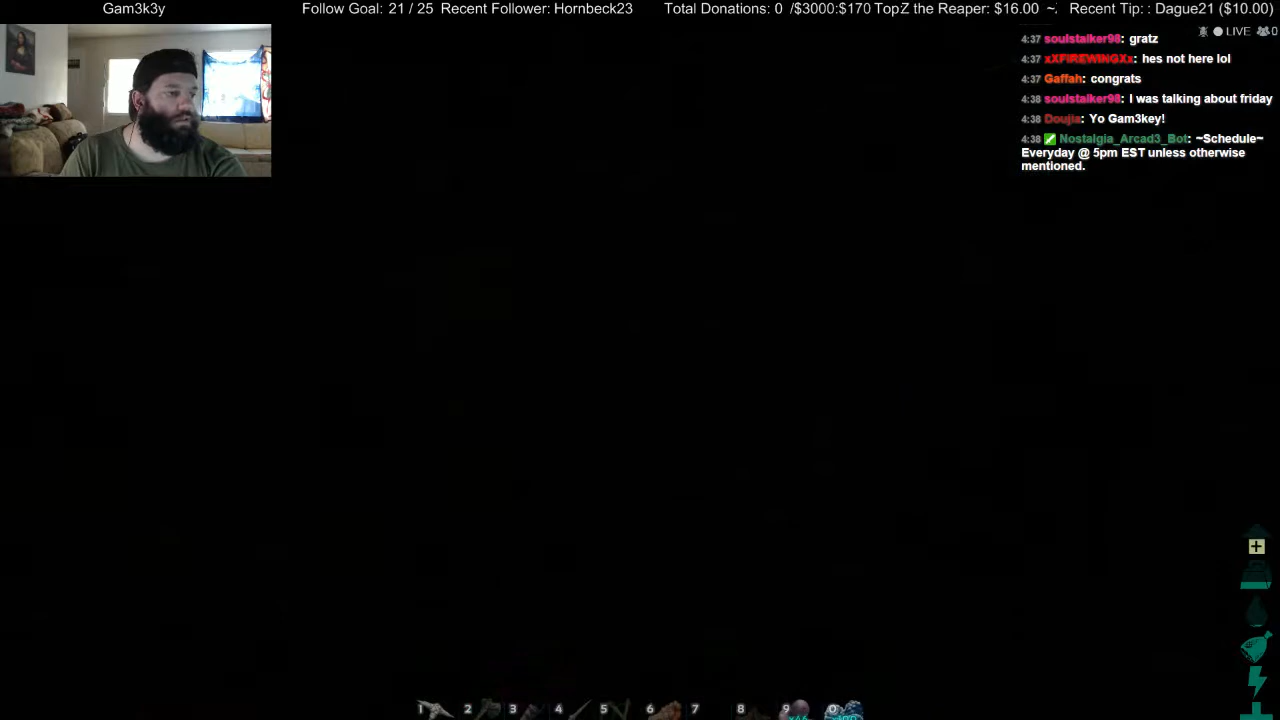 Gam3k3y
Follow Goal: 21 / 25 Recent Follower: Hornbeck23
Total Donations: 0 /$3000:$170 TopZ the Reaper: $16.00 ~
Recent Tip: : Dague21 ($10.00)
LIVE 0
4:37 soulstalker98: gratz
4:37 xXFIREWINGXx: hes not here lol
4:37 Gaffah: congrats
4:38 soulstalker98: I was talking about friday
4:38 Doujia: Yo Gam3key!
4:38 Nostalgia_Arcad3_Bot: ~Schedule~
Everyday @ 5pm EST unless otherwise
mentioned.
1 2 3 4 5 6 7 8 9 0